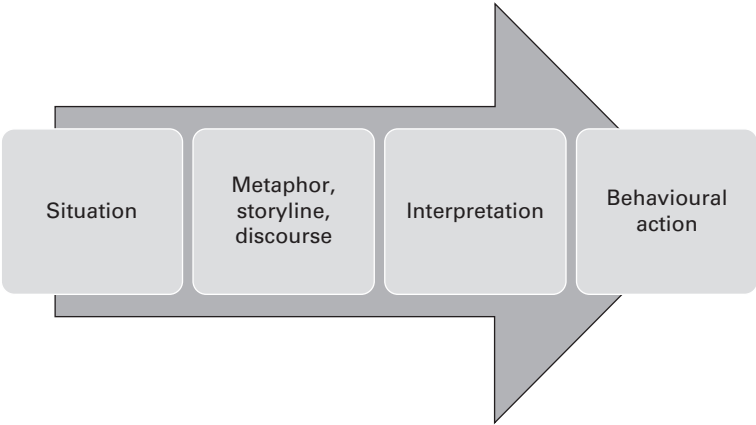 Situation
Metaphor,
storyline,
discourse
Interpretation
Behavioural
action